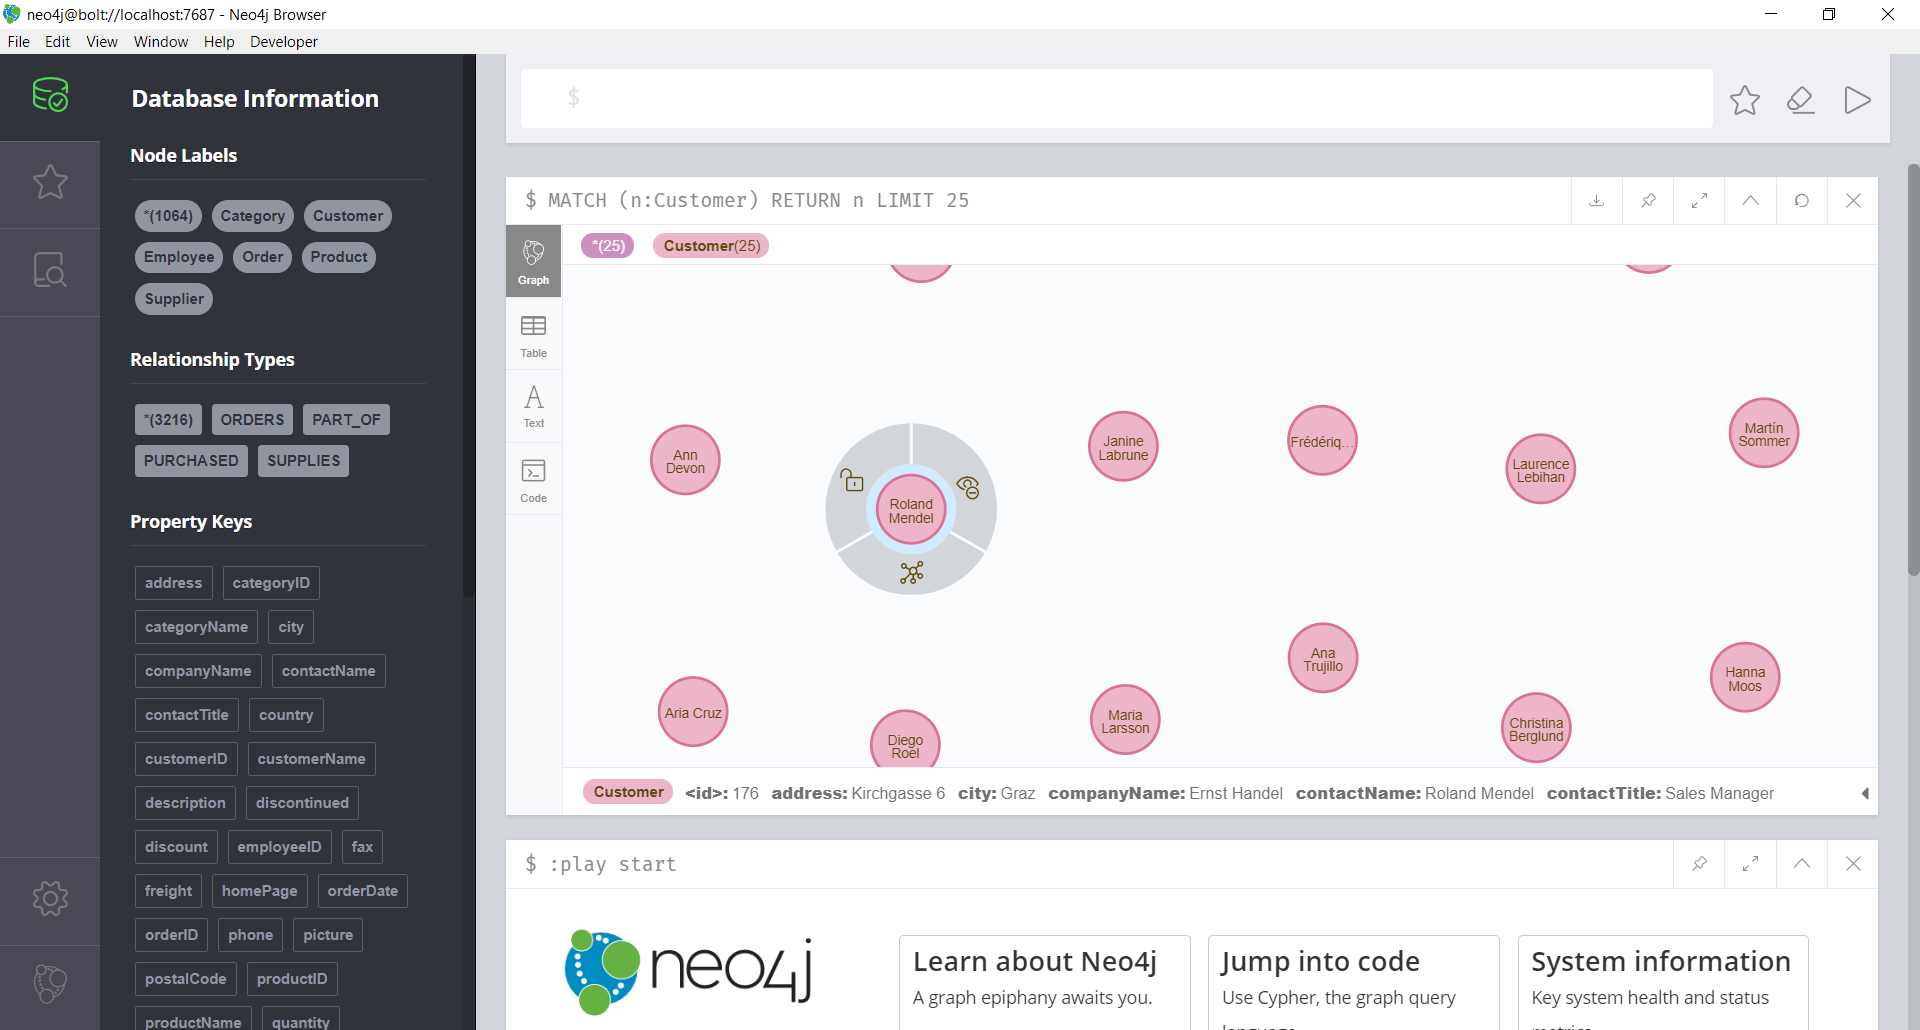 neo4j@bolt://localhost:7687 - Neo4j Browser
File Edit View Window Help Developer
Database Information
Node Labels
*(1064) Category Customer
Employee Order Product
Supplier
Relationship Types
*(3216) ORDERS PART_OF
PURCHASED SUPPLIES
Property Keys
address categoryID
categoryName city
companyName contactName
contactTitle country
customerID customerName
description discontinued
discount employeeID fax
freight homePage orderDate
orderID phone picture
postalCode productID
productName quantity
$
$ MATCH (n:Customer) RETURN n LIMIT 25
*(25) Customer(25)
Graph
Table
Text
Code
Ann
Devon
Roland
Mendel
Janine
Labrune
Frédériq...
Laurence
Lebihan
Martín
Sommer
Aria Cruz
Diego
Roel
Maria
Larsson
Ana
Trujillo
Christina
Berglund
Hanna
Moos
Customer <id>: 176 address: Kirchgasse 6 city: Graz companyName: Ernst Handel contactName: Roland Mendel contactTitle: Sales Manager
$ :play start
neo4j
Learn about Neo4j
A graph epiphany awaits you.
Jump into code
Use Cypher, the graph query
language
System information
Key system health and status
metrics